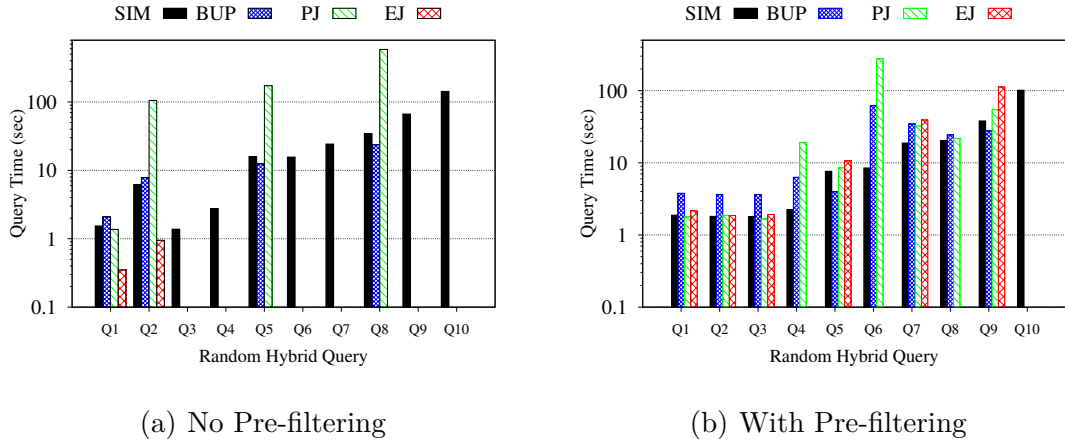 SIM BUP PJ EJ
Query Time (sec)
100
10
1
0.1
Q1 Q2 Q3 Q4 Q5 Q6 Q7 Q8 Q9 Q10
Random Hybrid Query
(a) No Pre-filtering
SIM BUP PJ EJ
Query Time (sec)
100
10
1
0.1
Q1 Q2 Q3 Q4 Q5 Q6 Q7 Q8 Q9 Q10
Random Hybrid Query
(b) With Pre-filtering